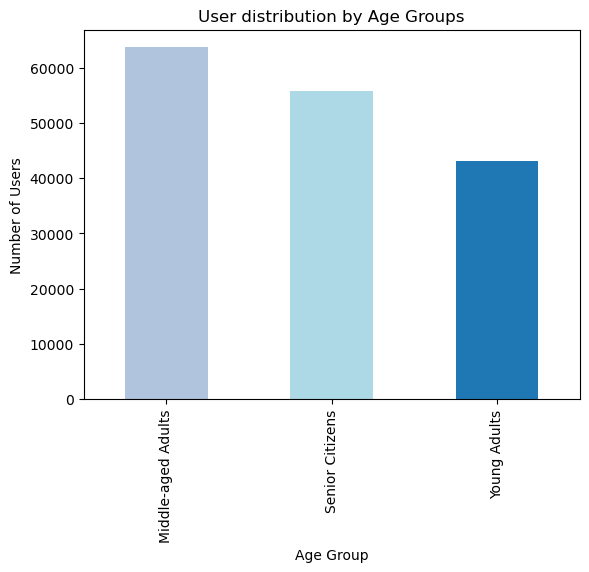 User distribution by Age Groups
Number of Users
60000
50000
40000
30000
20000
10000
0
Middle-aged Adults
Senior Citizens
Young Adults
Age Group